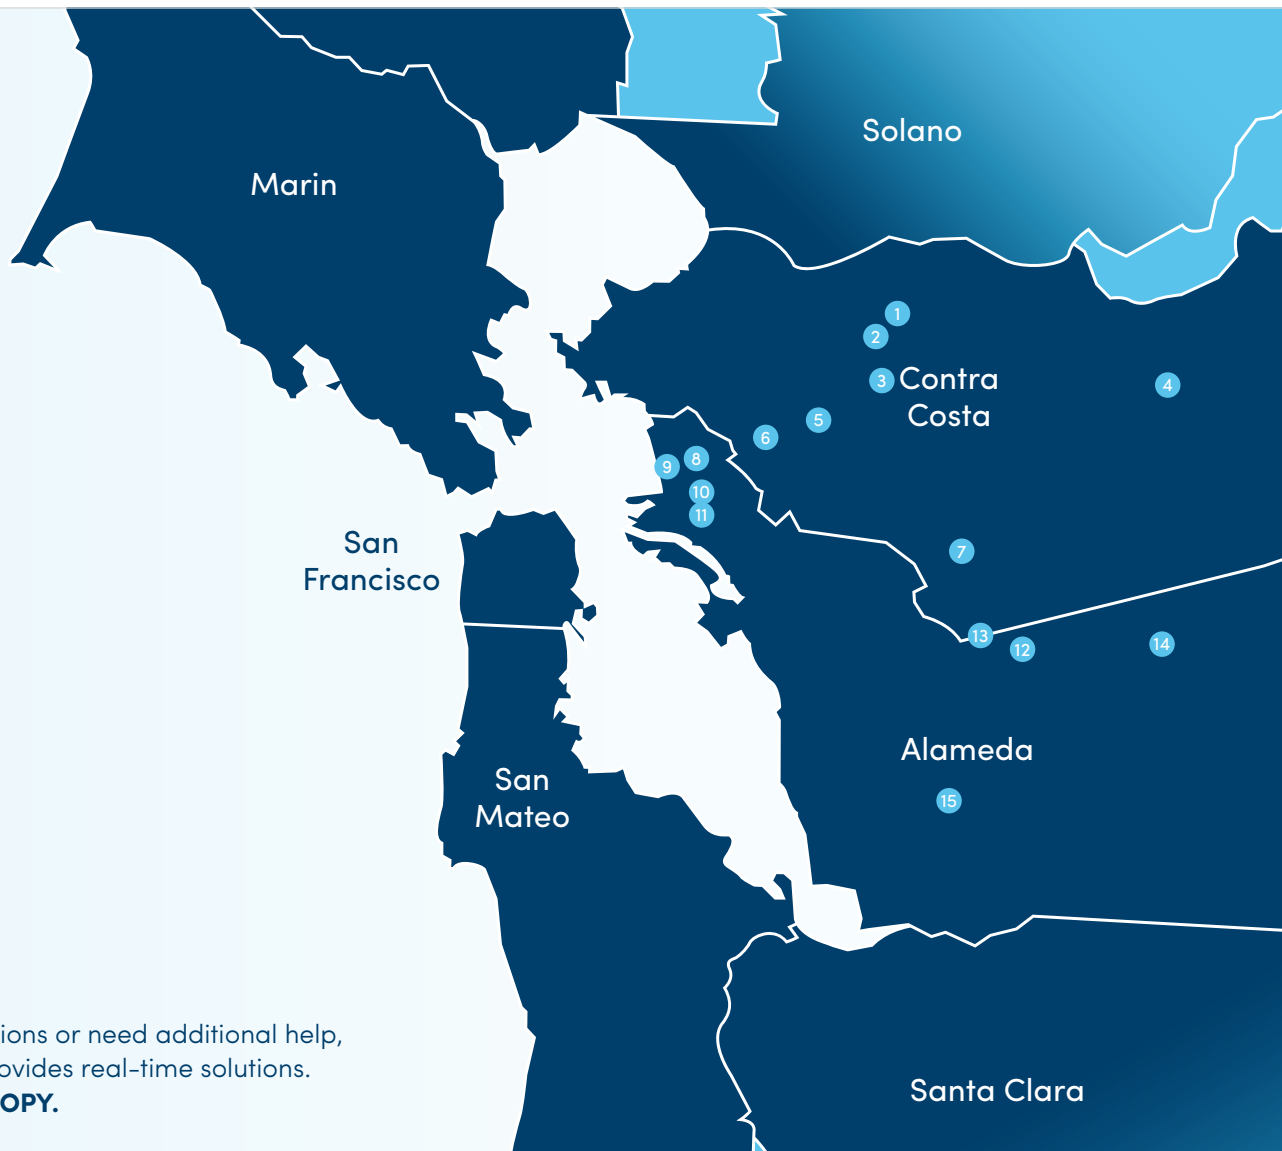 Solano
Marin
1
2
3
Contra
Costa
4
5
6
8
9
10
11
San
Francisco
7
13
12
14
Alameda
San
Mateo
15
ions or need additional help,
ovides real-time solutions.
OPY.
Santa Clara